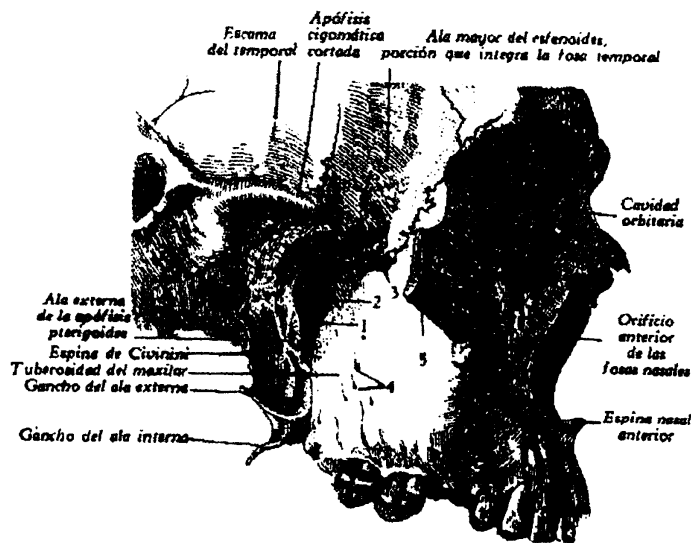 Escama
del temporal
Apófisis
cigomática
cortada
Ala mayor del esfenoides,
porción que integra la fosa temporal
Cavidad
orbitaria
Ala externa
de la apófisis
pterigoides
Espina de Civinini
Tuberosidad del maxilar
Gancho del ala externa
Gancho del ala interna
2
1
3
5
4
Orificio
anterior
de las
fosas nasales
Espina nasal
anterior